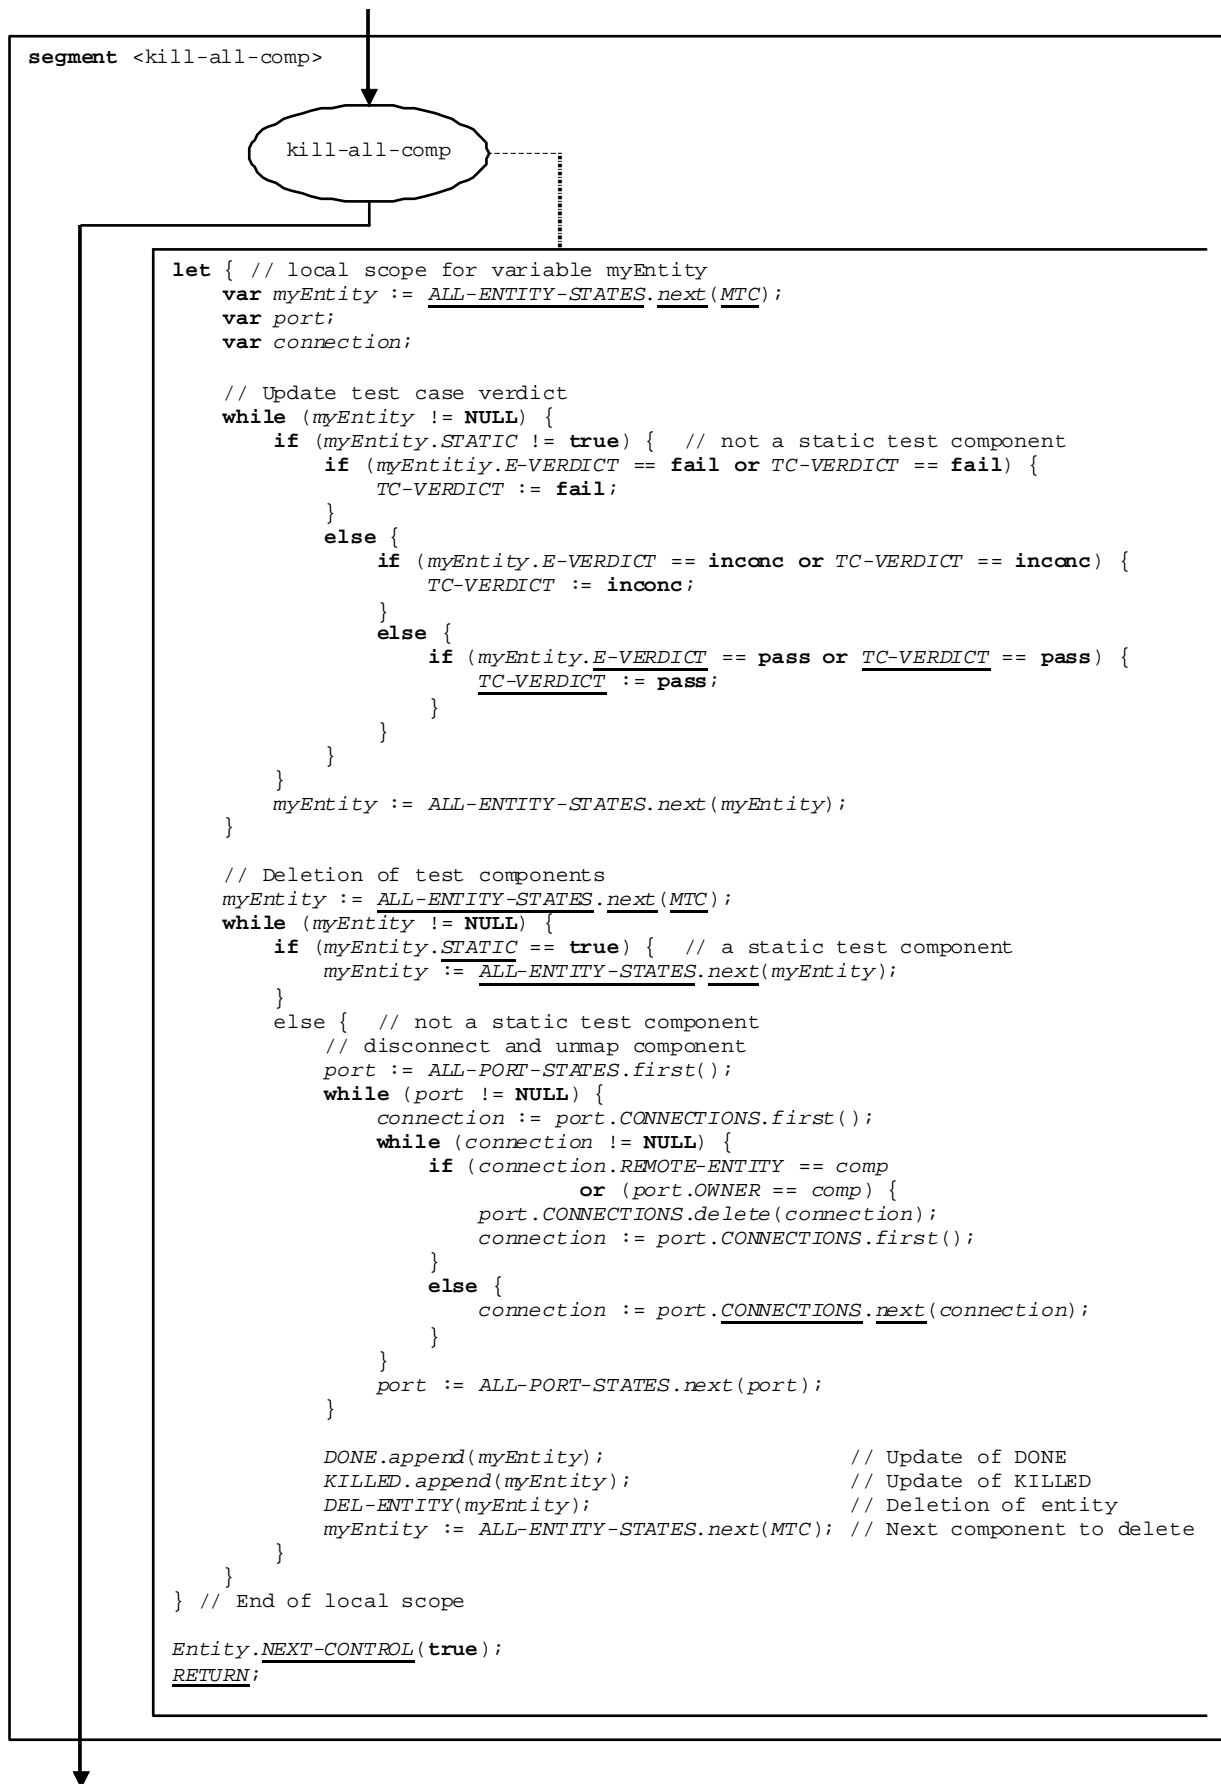 segment <kill-all-comp>
kill-all-comp
let { // local scope for variable myEntity
    var myEntity := ALL-ENTITY-STATES.next(MTC);
    var port;
    var connection;

    // Update test case verdict
    while (myEntity != NULL) {
        if (myEntity.STATIC != true) {  // not a static test component
            if (myEntitiy.E-VERDICT == fail or TC-VERDICT == fail) {
                TC-VERDICT := fail;
            }
            else {
                if (myEntity.E-VERDICT == inconc or TC-VERDICT == inconc) {
                    TC-VERDICT := inconc;
                }
                else {
                    if (myEntity.E-VERDICT == pass or TC-VERDICT == pass) {
                        TC-VERDICT := pass;
                    }
                }
            }
        }
        myEntity := ALL-ENTITY-STATES.next(myEntity);
    }

    // Deletion of test components
    myEntity := ALL-ENTITY-STATES.next(MTC);
    while (myEntity != NULL) {
        if (myEntity.STATIC == true) {  // a static test component
            myEntity := ALL-ENTITY-STATES.next(myEntity);
        }
        else {  // not a static test component
            // disconnect and unmap component
            port := ALL-PORT-STATES.first();
            while (port != NULL) {
                connection := port.CONNECTIONS.first();
                while (connection != NULL) {
                    if (connection.REMOTE-ENTITY == comp
                                or (port.OWNER == comp) {
                        port.CONNECTIONS.delete(connection);
                        connection := port.CONNECTIONS.first();
                    }
                    else {
                        connection := port.CONNECTIONS.next(connection);
                    }
                }
                port := ALL-PORT-STATES.next(port);
            }

            DONE.append(myEntity);                   // Update of DONE
            KILLED.append(myEntity);                 // Update of KILLED
            DEL-ENTITY(myEntity);                    // Deletion of entity
            myEntity := ALL-ENTITY-STATES.next(MTC); // Next component to delete
        }
    }
} // End of local scope

Entity.NEXT-CONTROL(true);
RETURN;